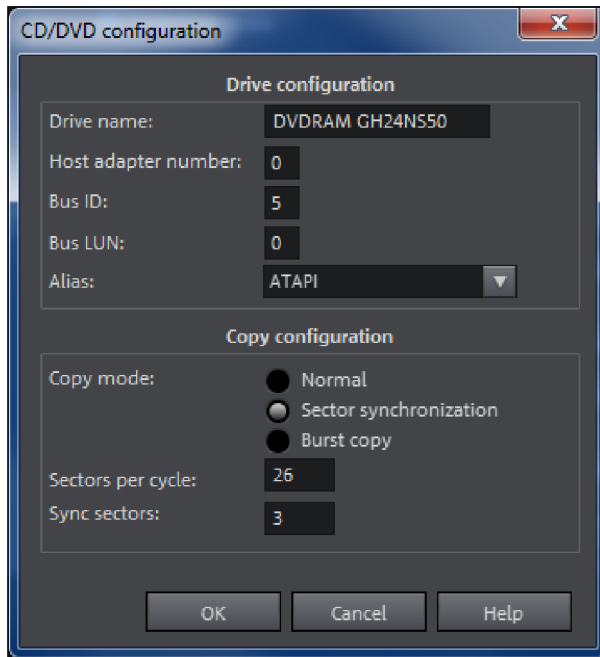 CD/DVD configuration
Drive configuration
Drive name: DVDRAM GH24NS50
Host adapter number: 0
Bus ID: 5
Bus LUN: 0
Alias: ATAPI
Copy configuration
Copy mode: Normal
Sector synchronization
Burst copy
Sectors per cycle: 26
Sync sectors: 3
OK Cancel Help